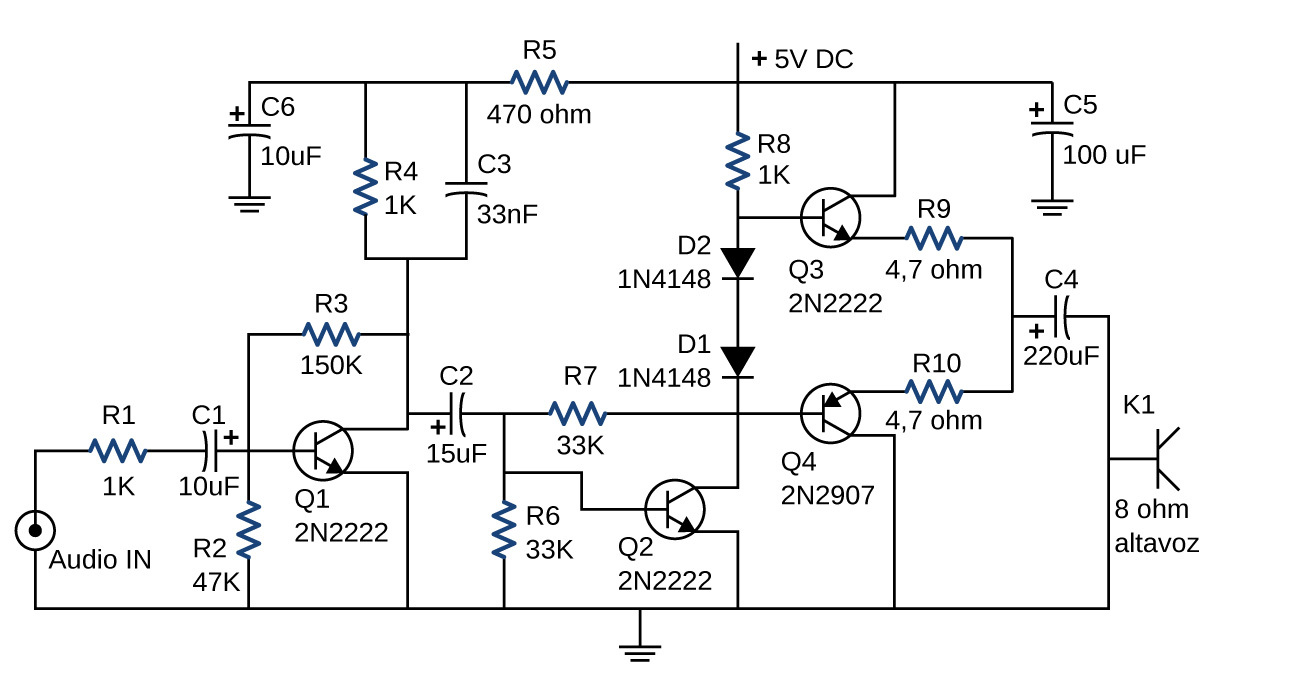 R5
470 ohm
+ 5V DC
+ C6
10uF
R4
1K
C3
33nF
R8
1K
+ C5
100 uF
R9
4,7 ohm
Q3
2N2222
D2
1N4148
C4
+
220uF
R3
150K
D1
1N4148
R10
4,7 ohm
C2
+
15uF
R7
33K
K1
8 ohm
altavoz
R1
1K
C1
+
10uF
Q1
2N2222
Q4
2N2907
R2
47K
R6
33K
Q2
2N2222
Audio IN